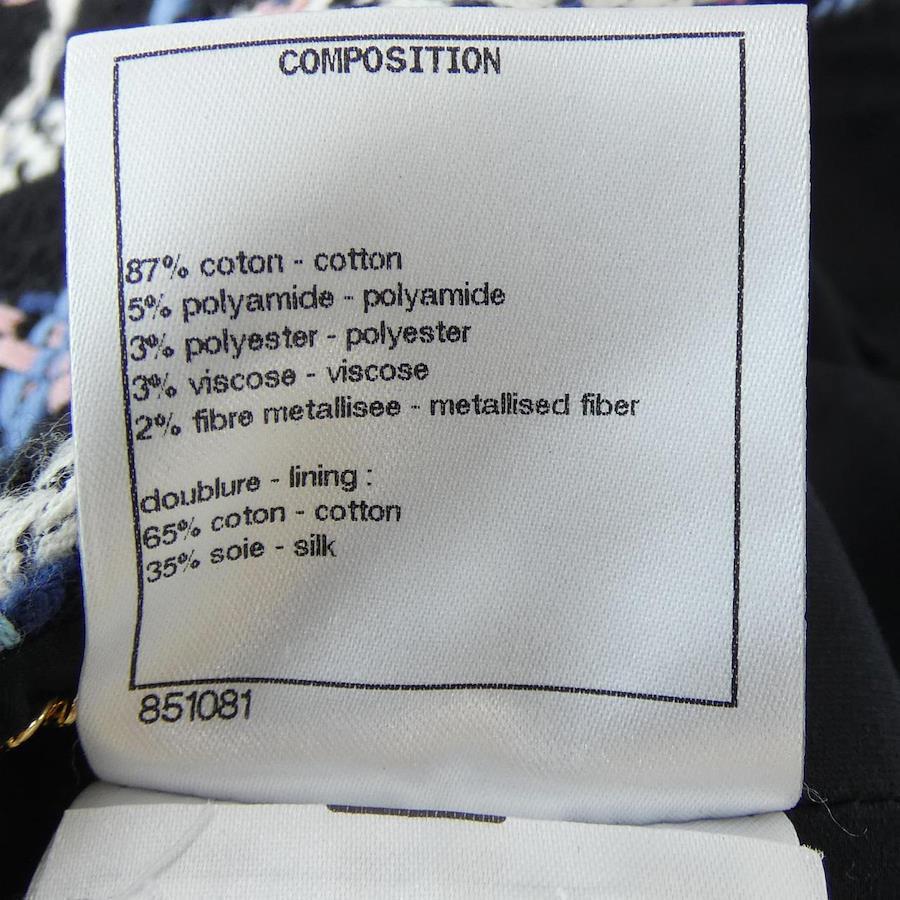 COMPOSITION
87% coton - cotton
5% polyamide - polyamide
3% polyester - polyester
3% viscose - viscose
2% fibre metallisee - metallised fiber
doublure - lining :
65% coton - cotton
35% soie - silk
851081